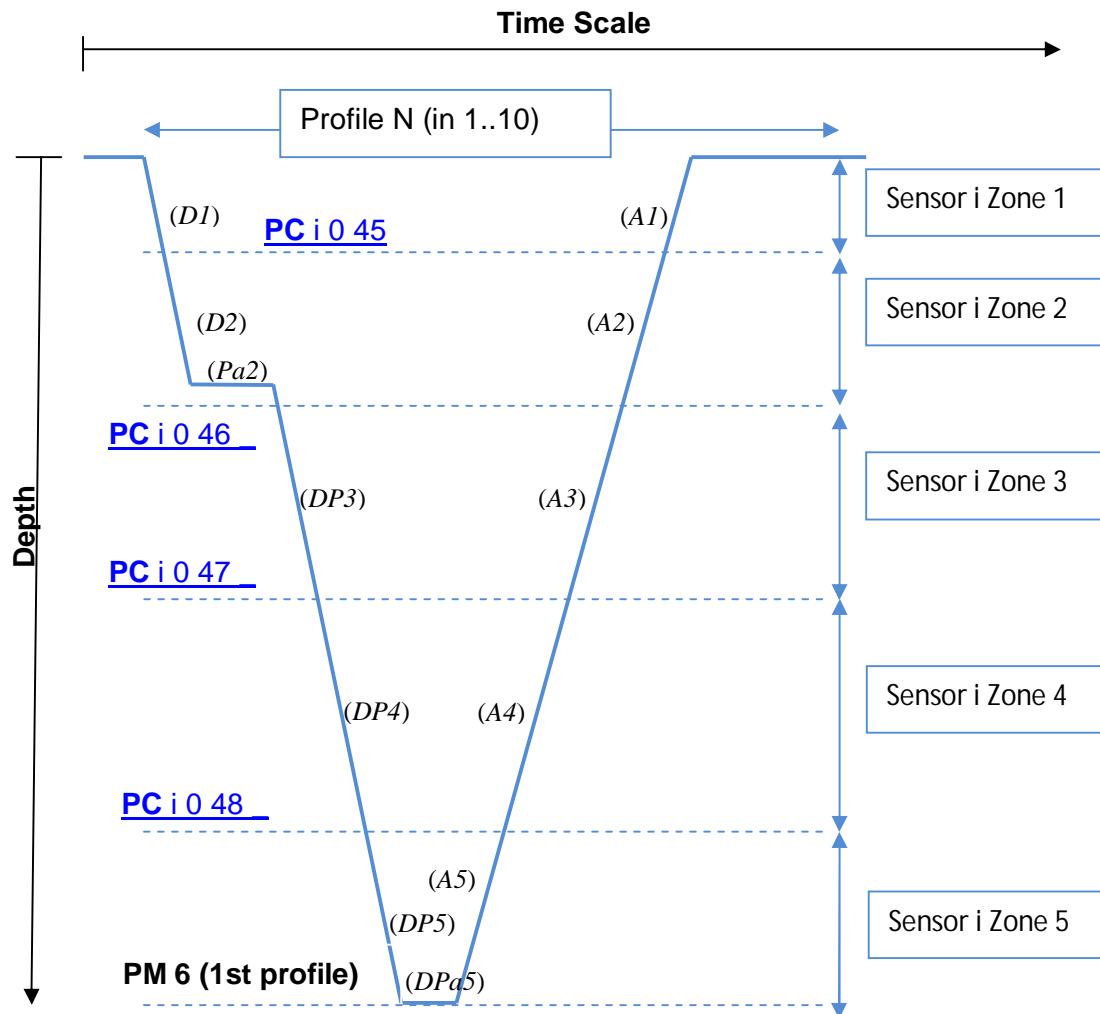 Time Scale
Profile N (in 1..10)
Sensor i Zone 1
(D1)
(A1)
PC i 0 45
Sensor i Zone 2
(D2)
(A2)
(Pa2)
PC i 0 46 _
Sensor i Zone 3
(DP3)
(A3)
Depth
PC i 0 47 _
Sensor i Zone 4
(DP4)
(A4)
PC i 0 48 _
(A5)
Sensor i Zone 5
(DP5)
PM 6 (1st profile)
(DPa5)